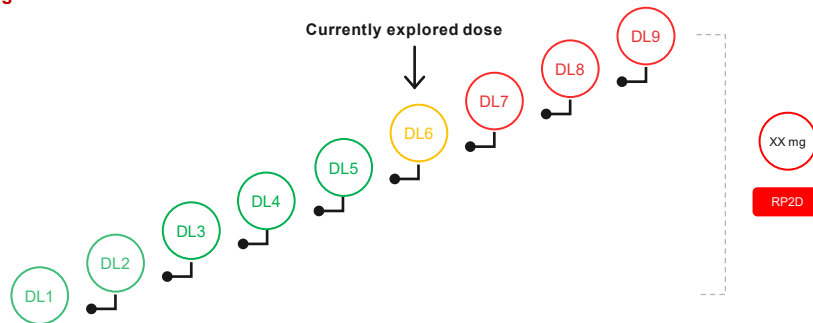 g
Currently explored dose
DL9
DL8
DL7
DL6
DL5
DL4
DL3
DL2
DL1
XX mg
RP2D